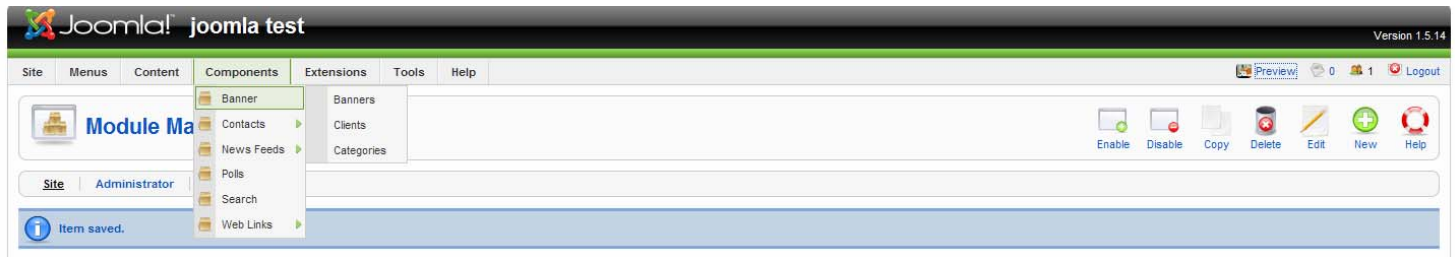 Joomla! joomla test
Version 1.5.14
Site Menus Content Components Extensions Tools Help Preview 0 1 Logout
Banner Banners
Module Ma Contacts Clients
News Feeds Categories
Enable Disable Copy Delete Edit New Help
Polls
Site Administrator
Search
Item saved. Web Links